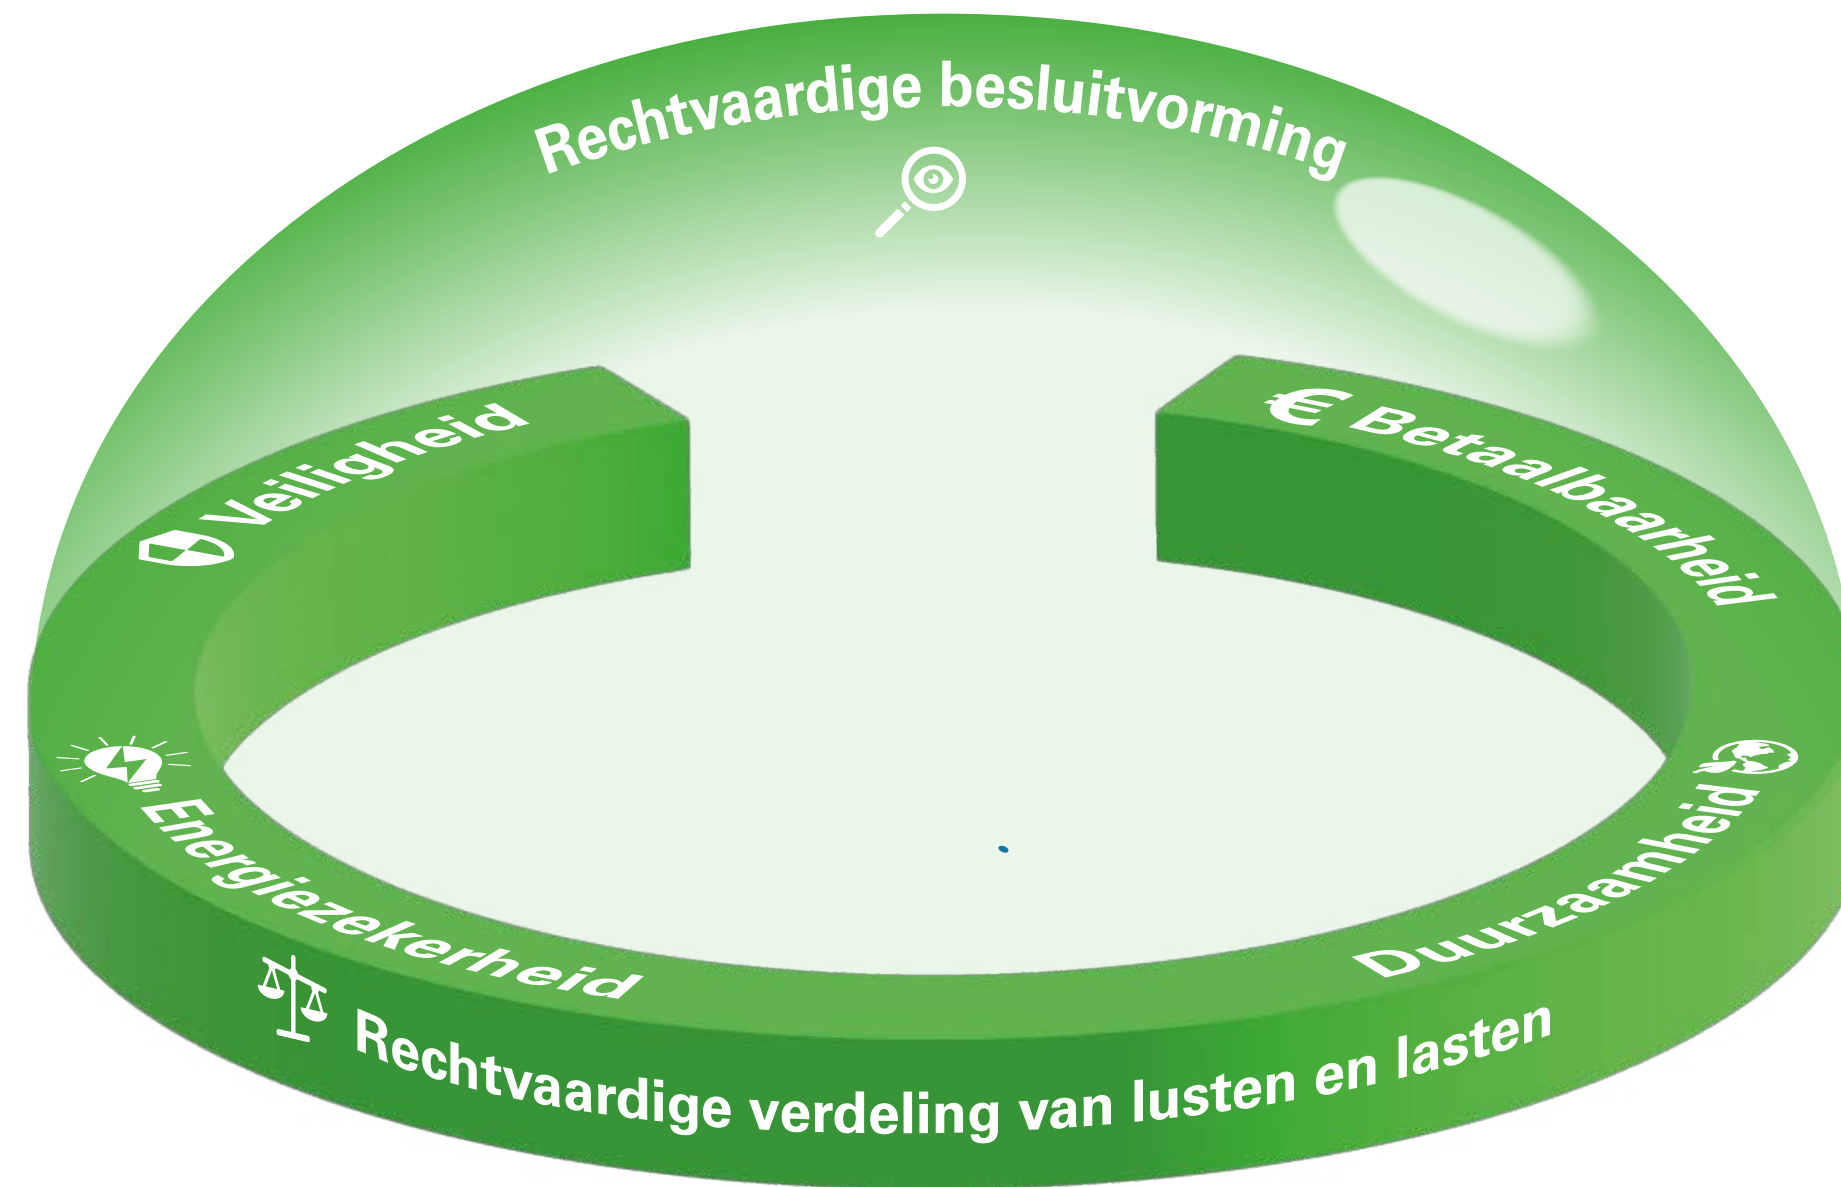 Rechtvaardige besluitvorming
Veiligheid
€ Betaalbaarheid
Energiezekerheid
Duurzaamheid
Rechtvaardige verdeling van lusten en lasten